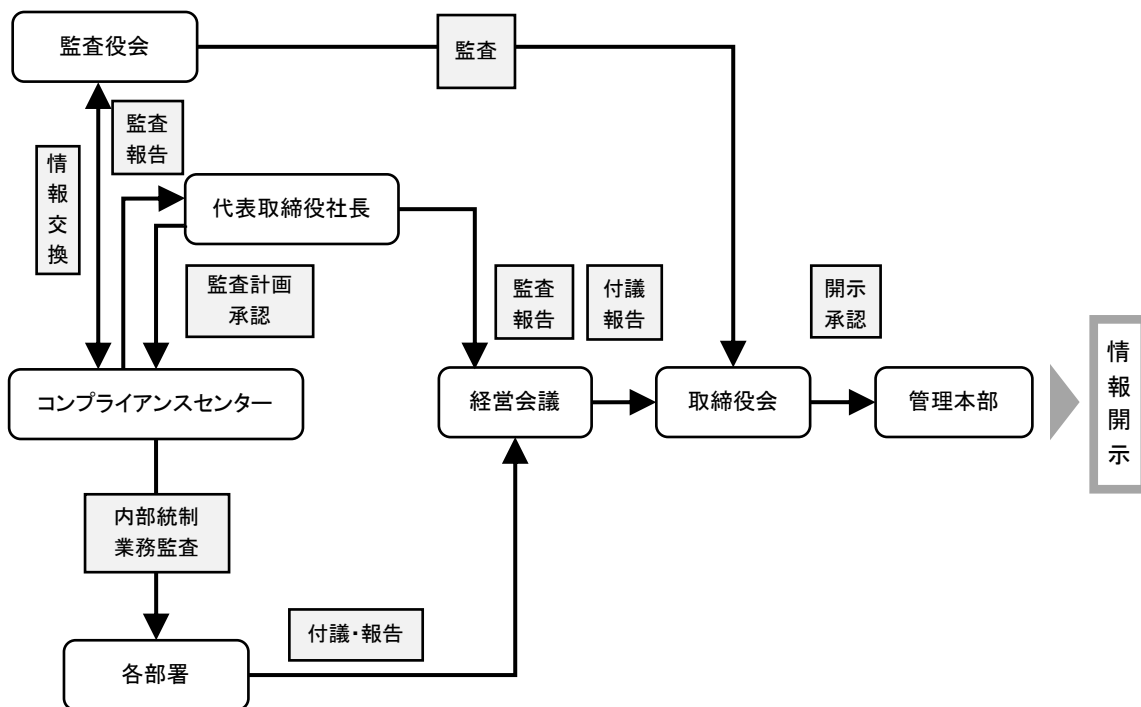 監査役会
監査
監査
報告
情
報
交
換
代表取締役社長
監査計画
承認
監査
報告
付議
報告
開示
承認
情
報
開
示
コンプライアンスセンター
経営会議
取締役会
管理本部
内部統制
業務監査
付議・報告
各部署